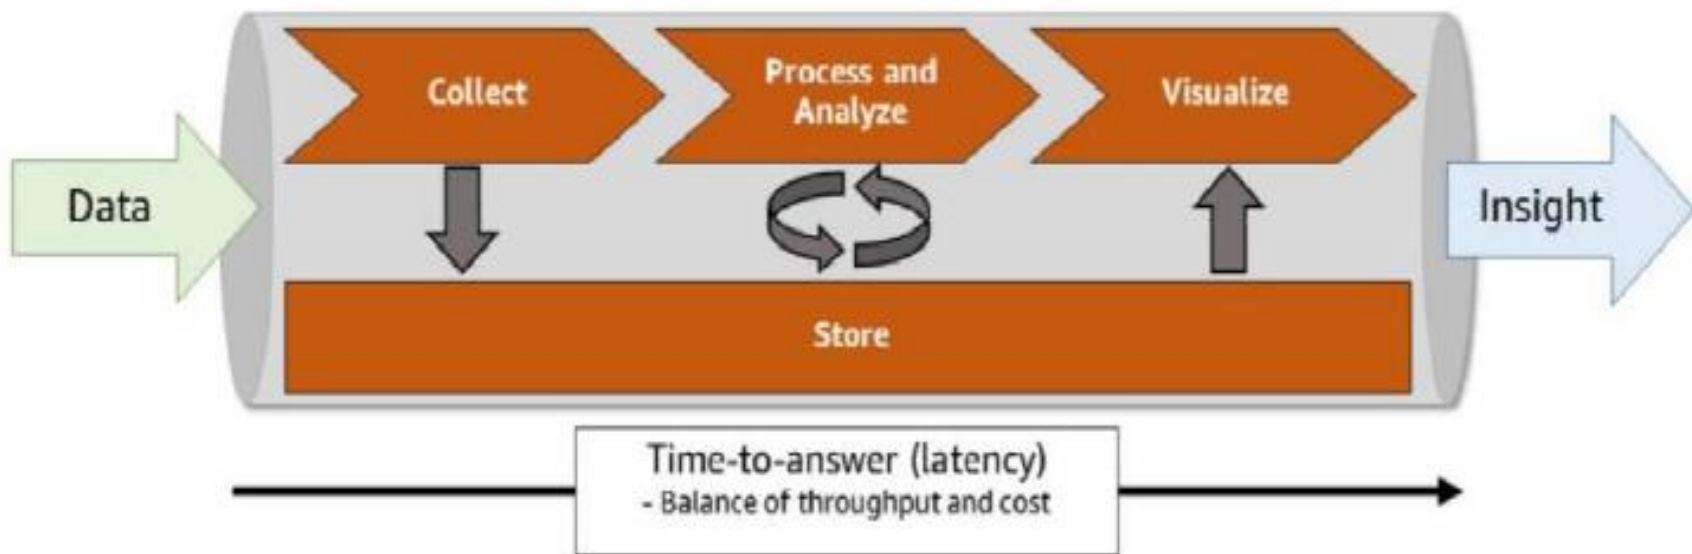 Data
Collect
Process and
Analyze
Visualize
Store
Insight
Time-to-answer (latency)
- Balance of throughput and cost